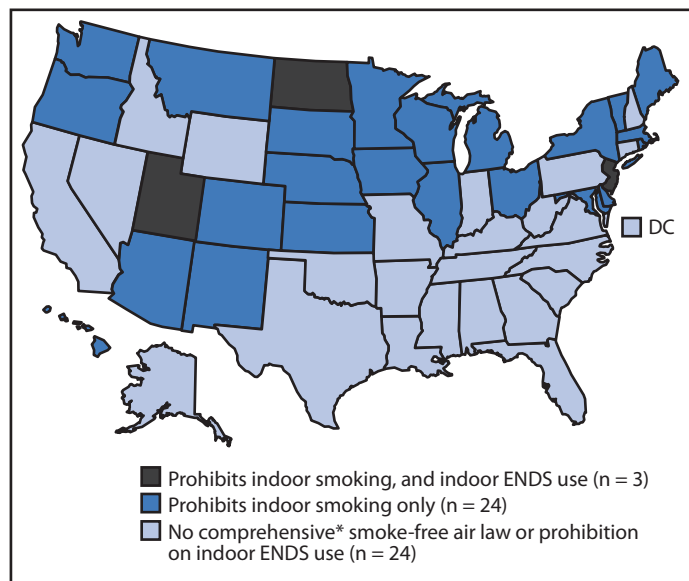 DC
Prohibits indoor smoking, and indoor ENDS use (n = 3)
Prohibits indoor smoking only (n = 24)
No comprehensive* smoke-free air law or prohibition
on indoor ENDS use (n = 24)